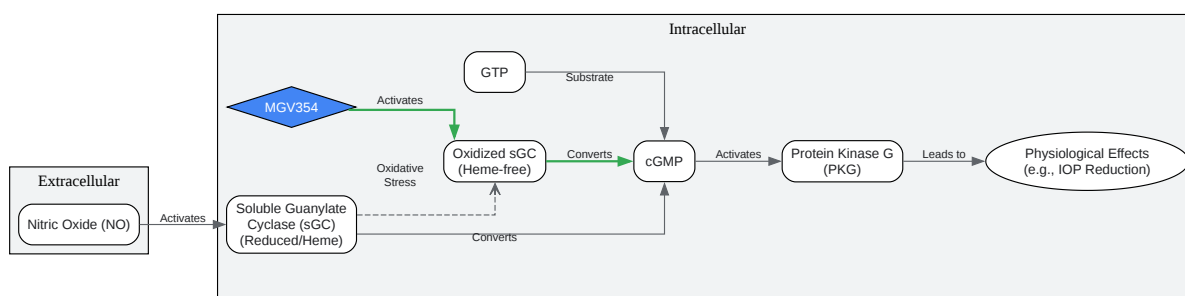 Intracellular
GTP
Substrate
MGV354
Activates
Oxidized sGC
(Heme-free)
Converts
cGMP
Activates
Protein Kinase G
(PKG)
Leads to
Physiological Effects
(e.g., IOP Reduction)
Oxidative
Stress
Extracellular
Nitric Oxide (NO)
Activates
Soluble Guanylate
Cyclase (sGC)
(Reduced/Heme)
Converts